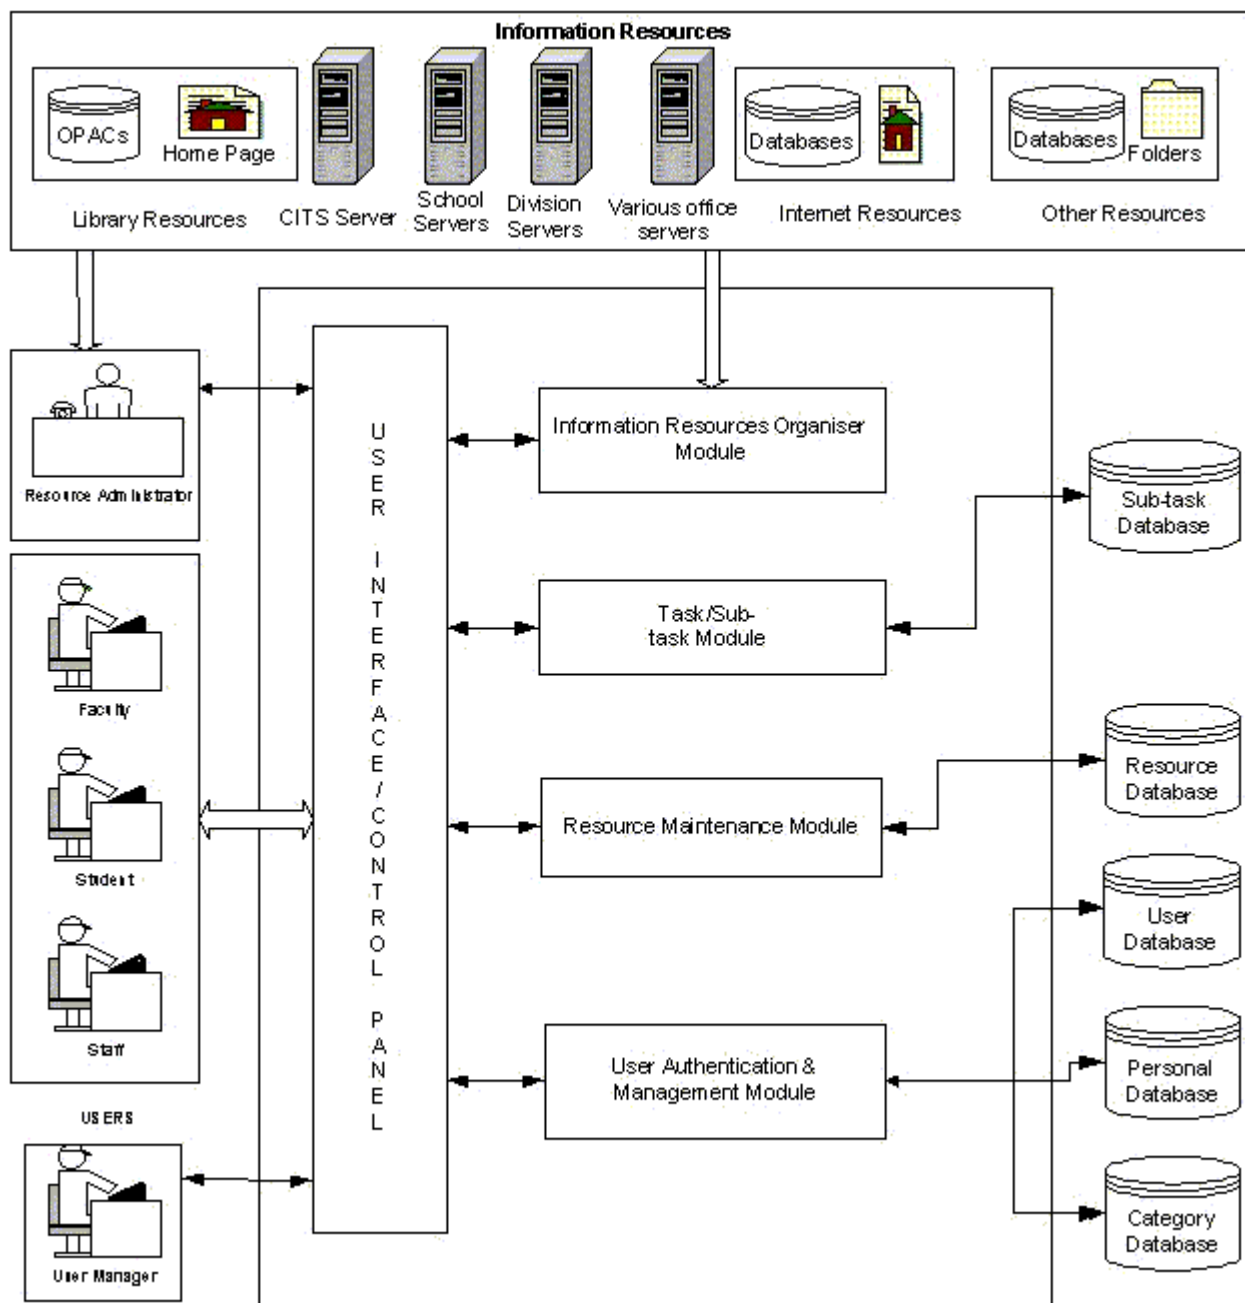 Information Resources
OPACs
Home Page
Library Resources
CITS Server
School
Servers
Division
Servers
Various office
servers
Databases
Internet Resources
Databases
Folders
Other Resources
Resource Administrator
Faculty
Student
Staff
USERS
User Manager
USER INTERFACE/CONTROL PANEL
Information Resources Organiser
Module
Task/Sub-
task Module
Resource Maintenance Module
User Authentication &
Management Module
Sub-task
Database
Resource
Database
User
Database
Personal
Database
Category
Database